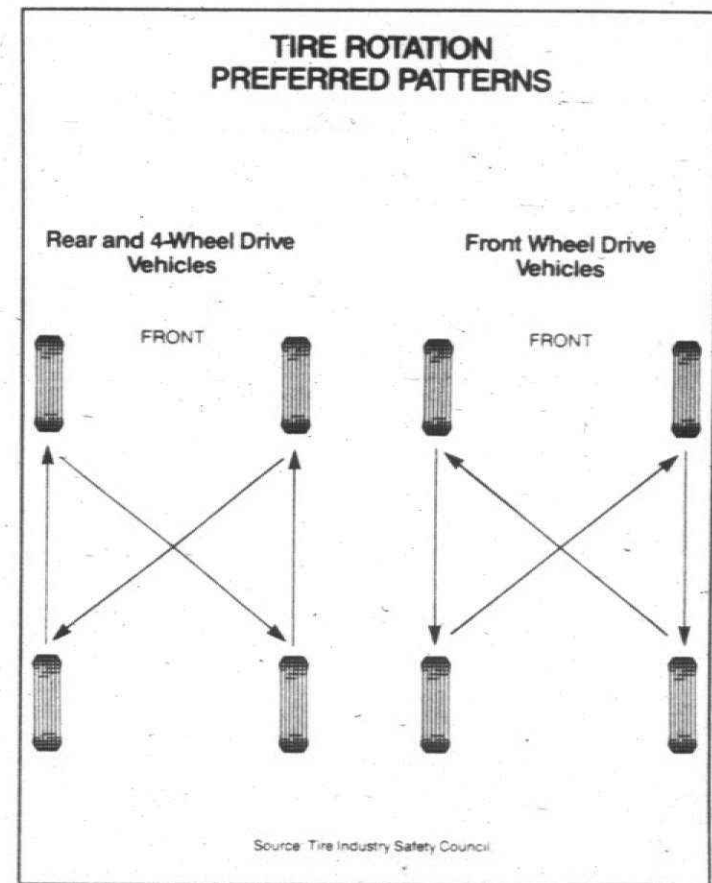 TIRE ROTATION
PREFERRED PATTERNS
Rear and 4-Wheel Drive
Vehicles
Front Wheel Drive
Vehicles
FRONT
FRONT
Source: Tire Industry Safety Council